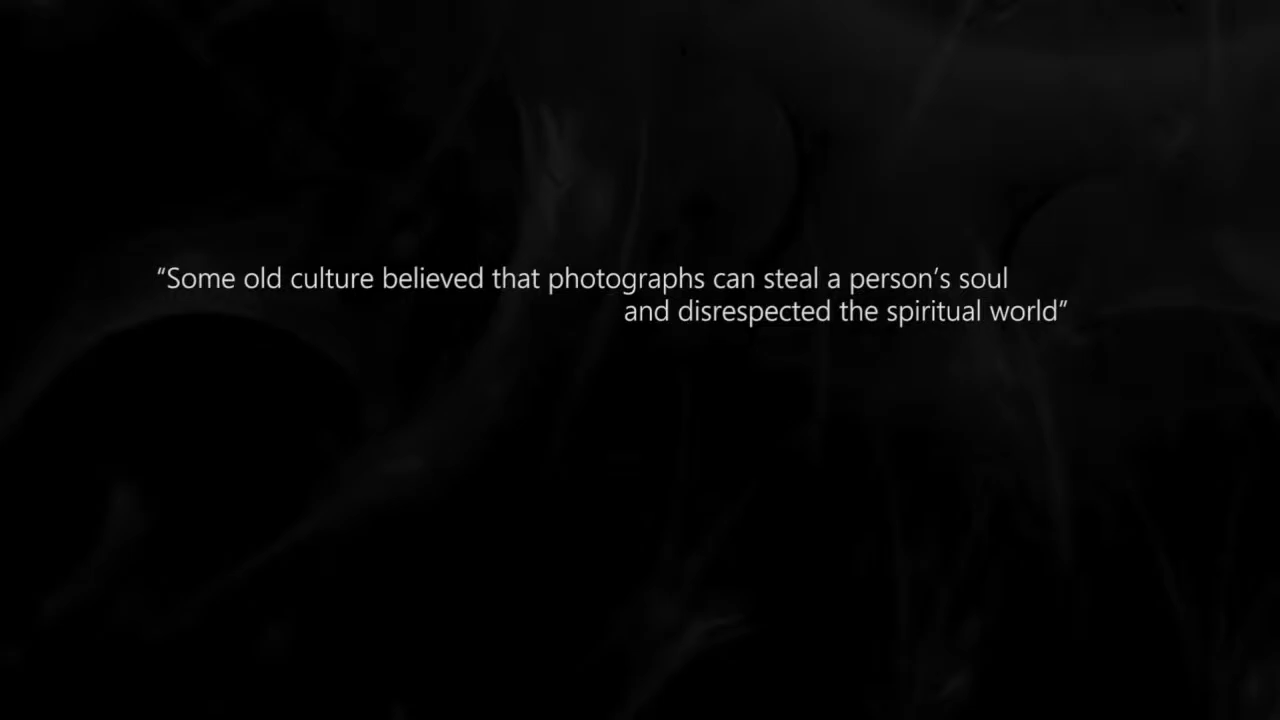 “Some old culture believed that photographs can steal a person’s soul
and disrespected the spiritual world”